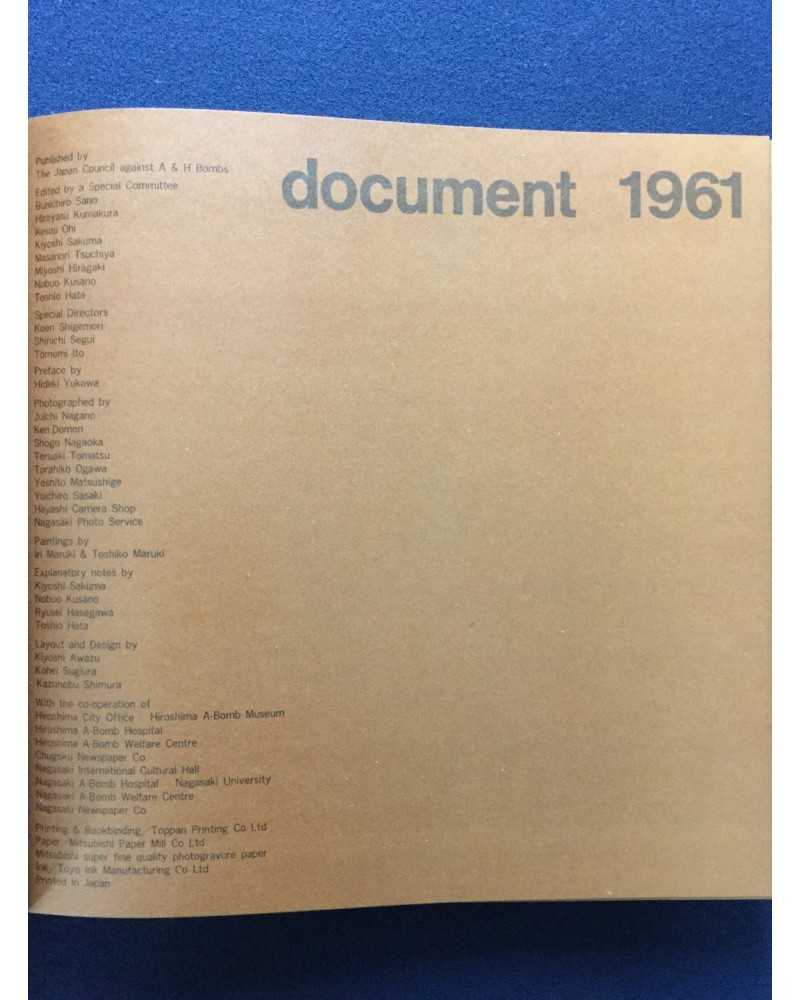 document 1961
Published by
The Japan Council against A & H Bombs
Edited by a Special Committee
Bunichiro Sano
Hiroyasu Kumakura
Kesaji Ohi
Kiyoshi Sakuma
Masanori Tsuchiya
Miyoshi Hiragaki
Nobuo Kusano
Toshio Hata
Special Directors
Koen Shigemori
Shinichi Segui
Tomomi Ito
Preface by
Hideki Yukawa
Photographed by
Juichi Nagano
Ken Domon
Shogo Nagaoka
Teruaki Tomatsu
Torahiko Ogawa
Yoshito Matsushige
Yuichiro Sasaki
Hayashi Camera Shop
Nagasaki Photo Service
Paintings by
Iri Maruki & Toshiko Maruki
Explanatory notes by
Kiyoshi Sakuma
Nobuo Kusano
Ryusei Hasegawa
Toshio Hata
Layout and Design by
Kiyoshi Awazu
Kohei Sugiura
Kazunobu Shimura
With the co-operation of
Hiroshima City Office Hiroshima A-Bomb Museum
Hiroshima A-Bomb Hospital
Hiroshima A-Bomb Welfare Centre
Chugoku Newspaper Co
Nagasaki International Cultural Hall
Nagasaki A-Bomb Hospital Nagasaki University
Nagasaki A-Bomb Welfare Centre
Nagasaki Newspaper Co
Printing & Bookbinding/Toppan Printing Co Ltd
Paper/Mitsubishi Paper Mill Co Ltd
Mitsubishi super fine quality photogravure paper
Ink/Toyo Ink Manufacturing Co Ltd
Printed in Japan